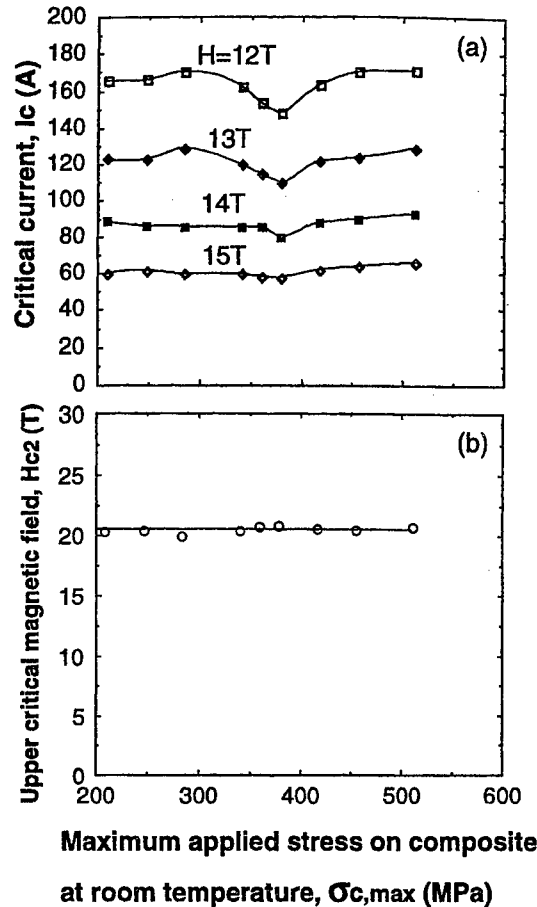 200
180
160
140
120
100
80
60
40
20
0
Critical current, Ic (A)
(a)
H=12T
13T
14T
15T
30
25
20
15
10
5
0
Upper critical magnetic field, Hc2 (T)
(b)
200 300 400 500 600
Maximum applied stress on composite
at room temperature, σc,max (MPa)